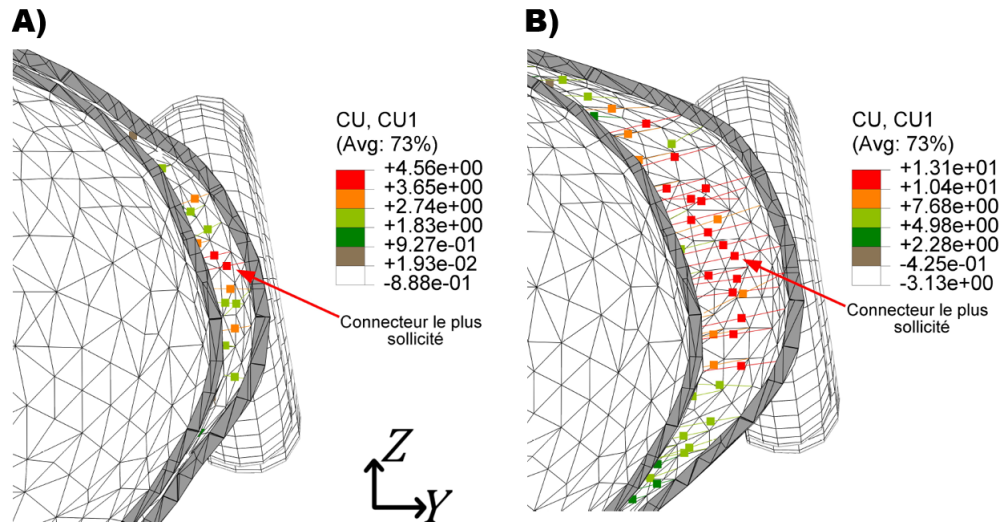 A)
CU, CU1
(Avg: 73%)
+4.56e+00
+3.65e+00
+2.74e+00
+1.83e+00
+9.27e-01
+1.93e-02
-8.88e-01
Connecteur le plus
sollicité
Z
Y
B)
CU, CU1
(Avg: 73%)
+1.31e+01
+1.04e+01
+7.68e+00
+4.98e+00
+2.28e+00
-4.25e-01
-3.13e+00
Connecteur le plus
sollicité